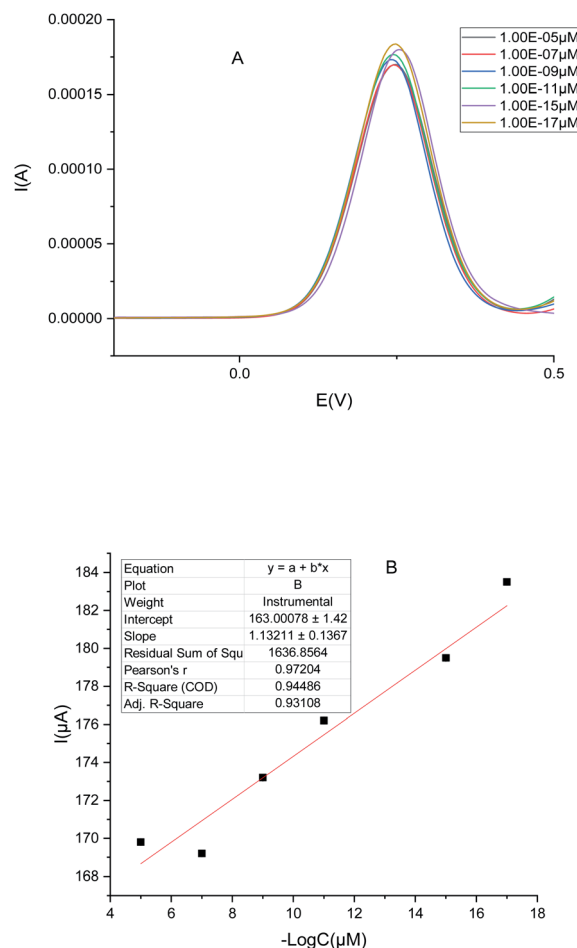 A
1.00E-05µM
1.00E-07µM
1.00E-09µM
1.00E-11µM
1.00E-15µM
1.00E-17µM
0.00020
0.00015
0.00010
0.00005
0.00000
I(A)
0.0 0.5
E(V)
B
Equation y = a + b*x
Plot B
Weight Instrumental
Intercept 163.00078 ± 1.42
Slope 1.13211 ± 0.1367
Residual Sum of Squ 1636.8564
Pearson's r 0.97204
R-Square (COD) 0.94486
Adj. R-Square 0.93108
184
182
180
178
176
174
172
170
168
I(µA)
4 6 8 10 12 14 16 18
-LogC(µM)